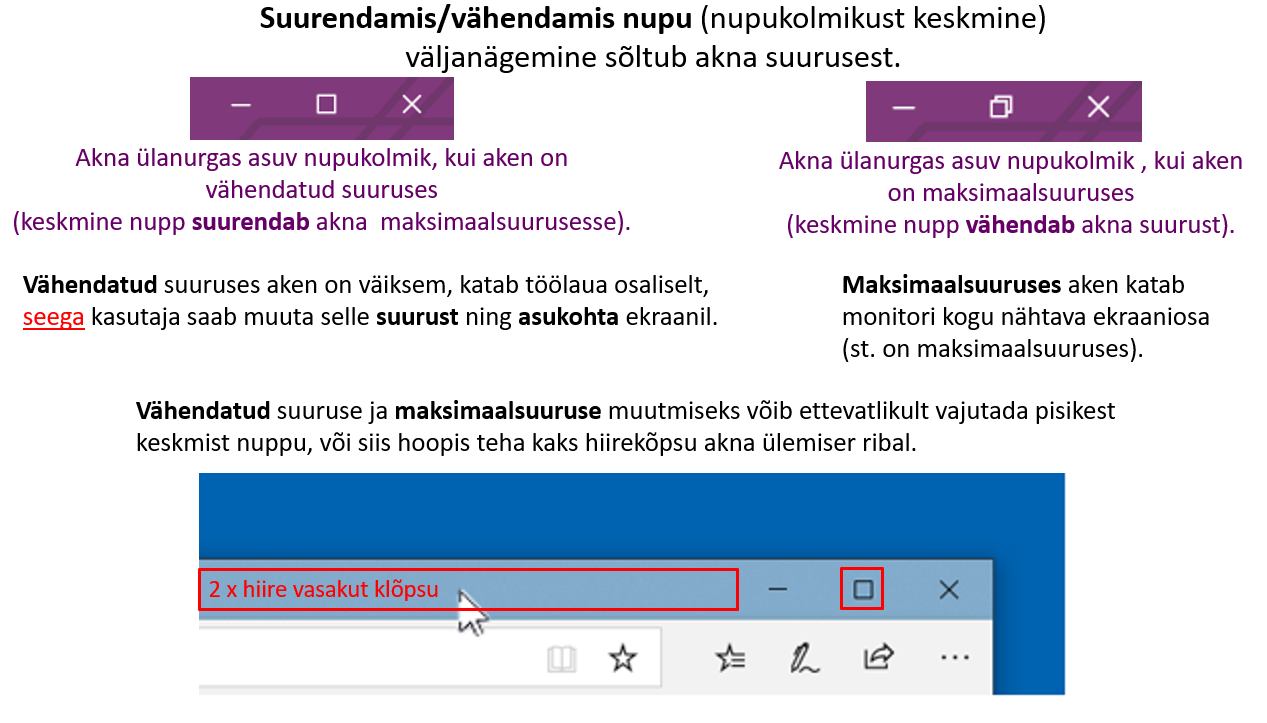 Suurendamis/vähendamis nupu (nupukolmikust keskmine)
väljanägemine sõltub akna suurusest.
Akna ülanurgas asuv nupukolmik, kui aken on
vähendatud suuruses
(keskmine nupp suurendab akna maksimaalsuurusesse).
Akna ülanurgas asuv nupukolmik , kui aken
on maksimaalsuuruses
(keskmine nupp vähendab akna suurust).
Vähendatud suuruses aken on väiksem, katab töölaua osaliselt,
seega kasutaja saab muuta selle suurust ning asukohta ekraanil.
Maksimaalsuuruses aken katab
monitori kogu nähtava ekraaniosa
(st. on maksimaalsuuruses).
Vähendatud suuruse ja maksimaalsuuruse muutmiseks võib ettevatlikult vajutada pisikest
keskmist nuppu, või siis hoopis teha kaks hiirekõpsu akna ülemiser ribal.
2 x hiire vasakut klõpsu